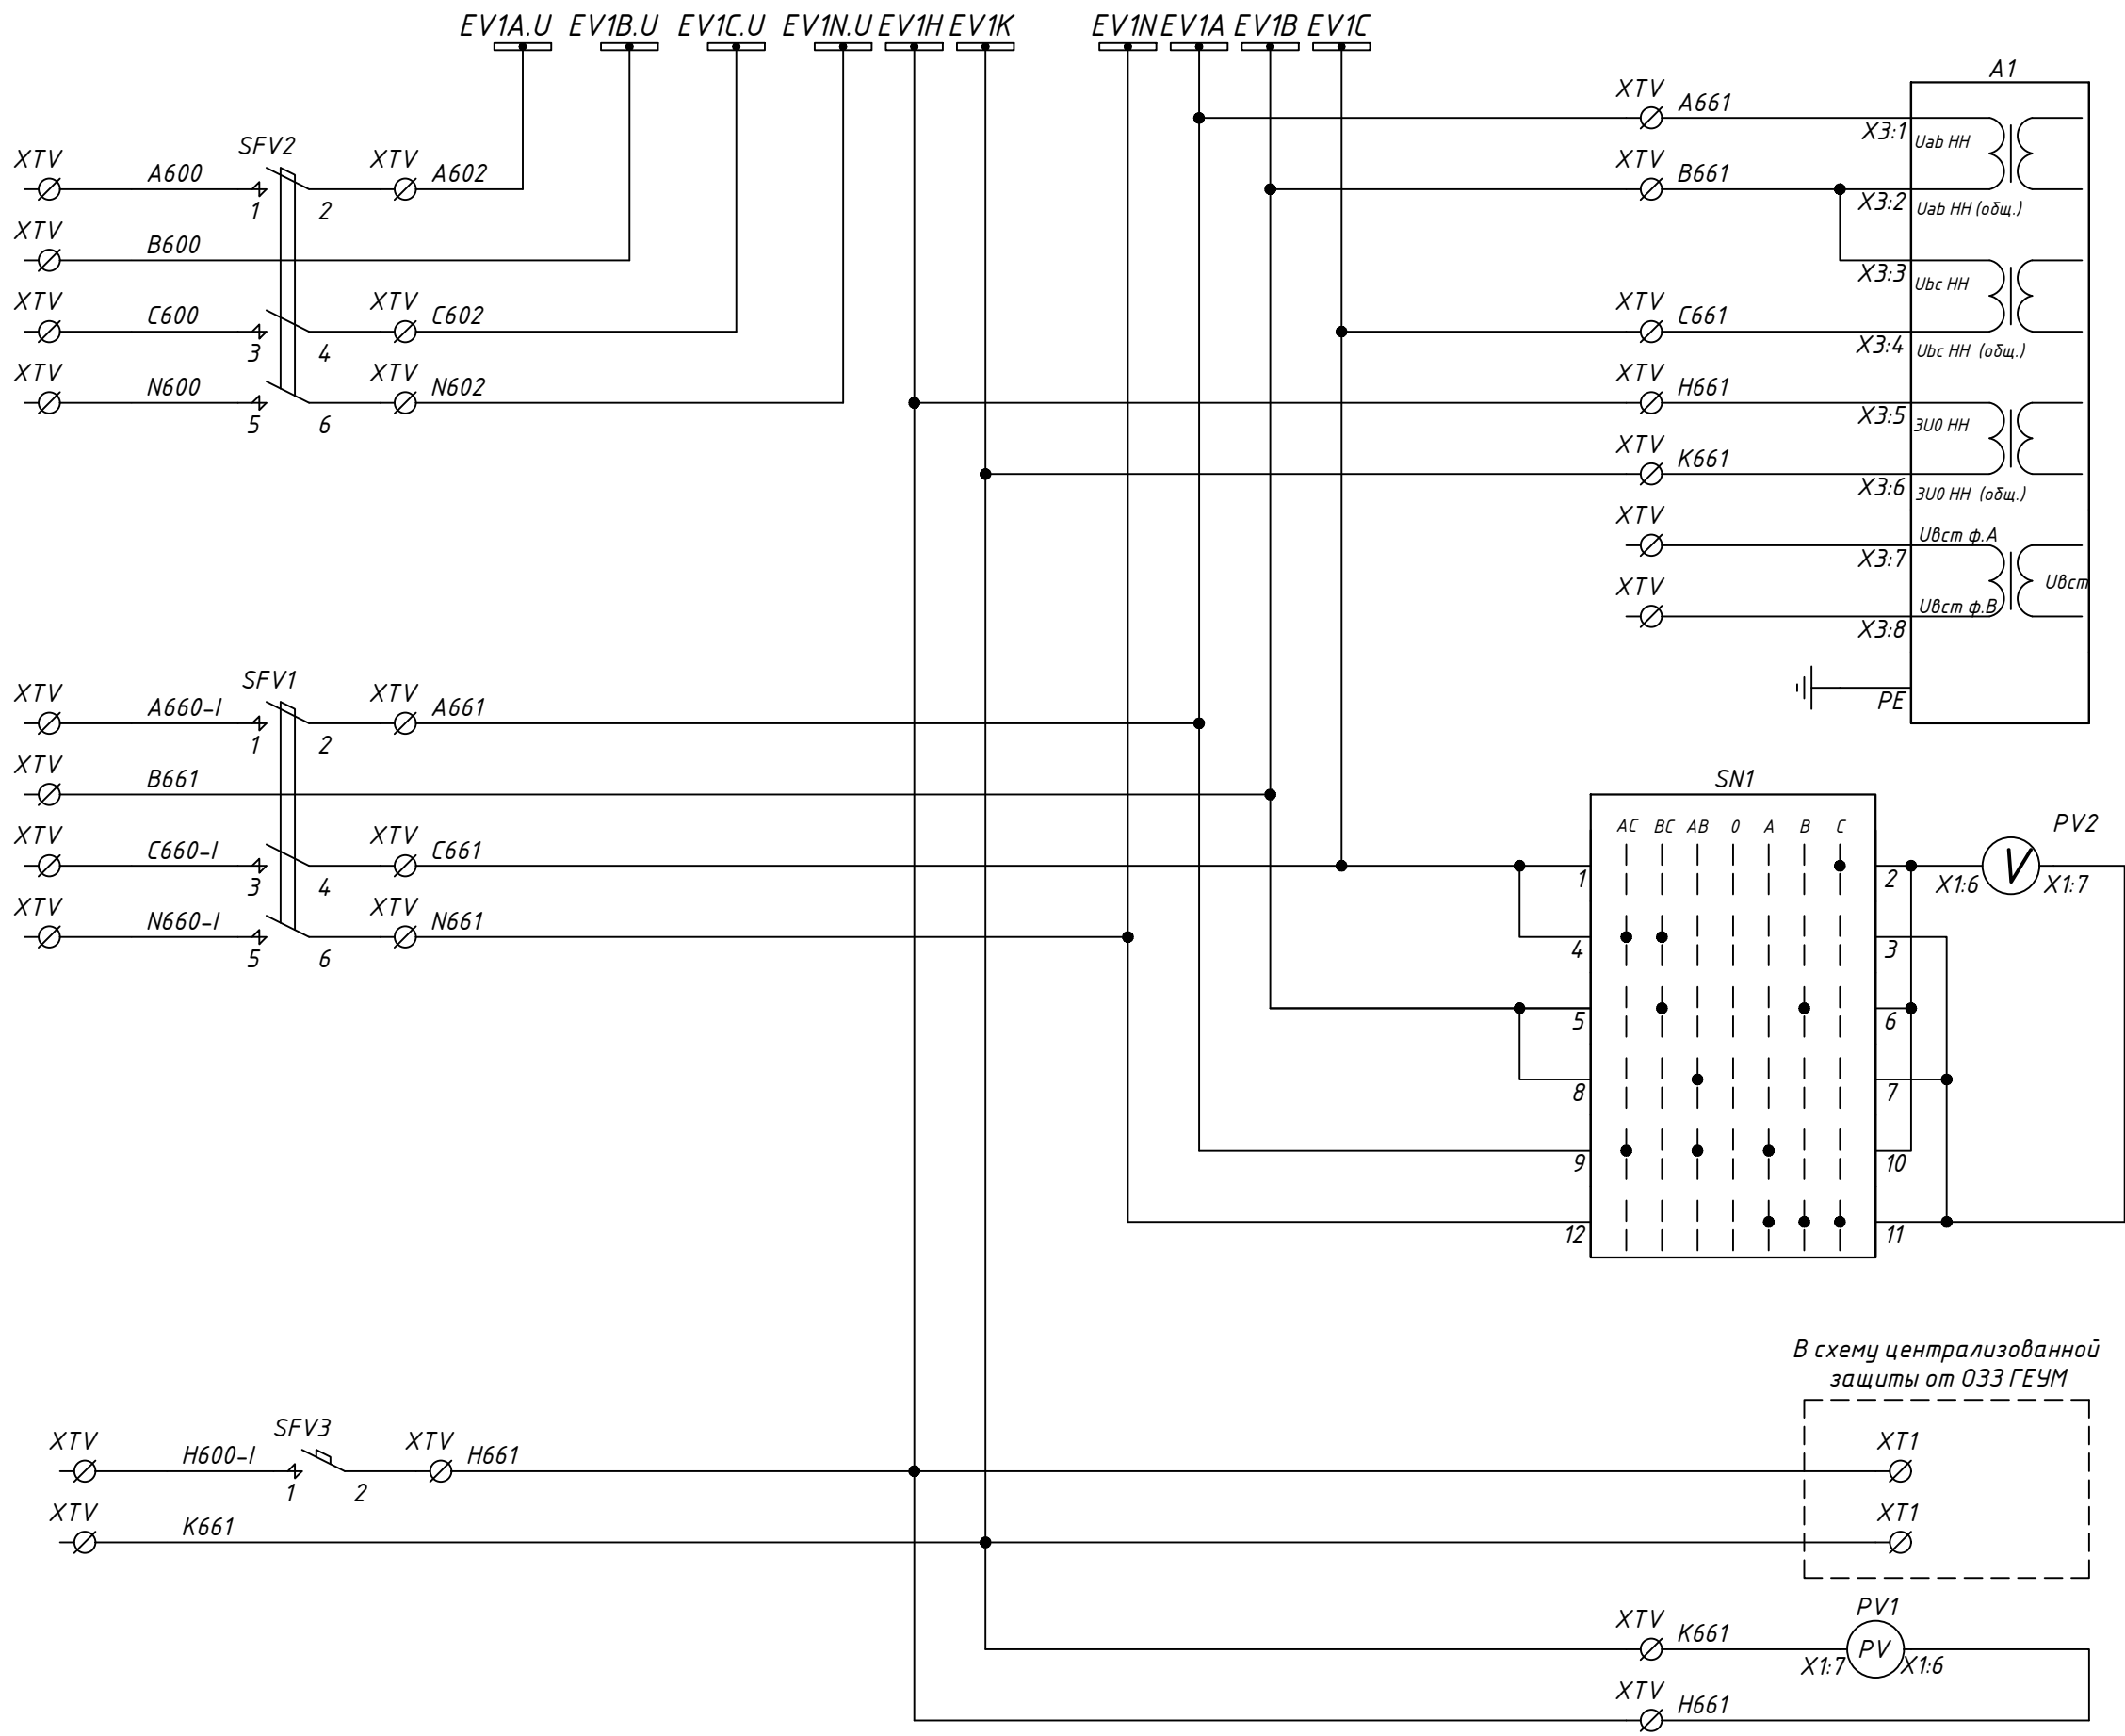 EV1A.U EV1B.U EV1C.U EV1N.U EV1H EV1K EV1N EV1A EV1B EV1C
A1
XTV A661
X3:1 Uab НН
SFV2
XTV A600 XTV A602
1 2
XTV B661
X3:2 Uab НН (общ.)
XTV B600
X3:3 Ubc НН
XTV C600 XTV C602
3 4
XTV C661
X3:4 Ubc НН (общ.)
XTV N600 XTV N602
5 6
XTV H661
X3:5 3U0 НН
XTV K661
X3:6 3U0 НН (общ.)
XTV Uвст ф.А
X3:7
Uвст
XTV Uвст ф.В
X3:8
PE
SFV1
XTV A660-I XTV A661
1 2
XTV B661
XTV C660-I XTV C661
3 4
XTV N660-I XTV N661
5 6
SN1
AC BC AB 0 A B C
PV2
1 2 X1:6 V X1:7
4 3
5 6
8 7
9 10
12 11
В схему централизованной
защиты от ОЗЗ ГЕУМ
SFV3
XTV H600-I XTV H661
1 2
XT1
XTV K661
XT1
PV1
XTV K661
X1:7 PV X1:6
XTV H661